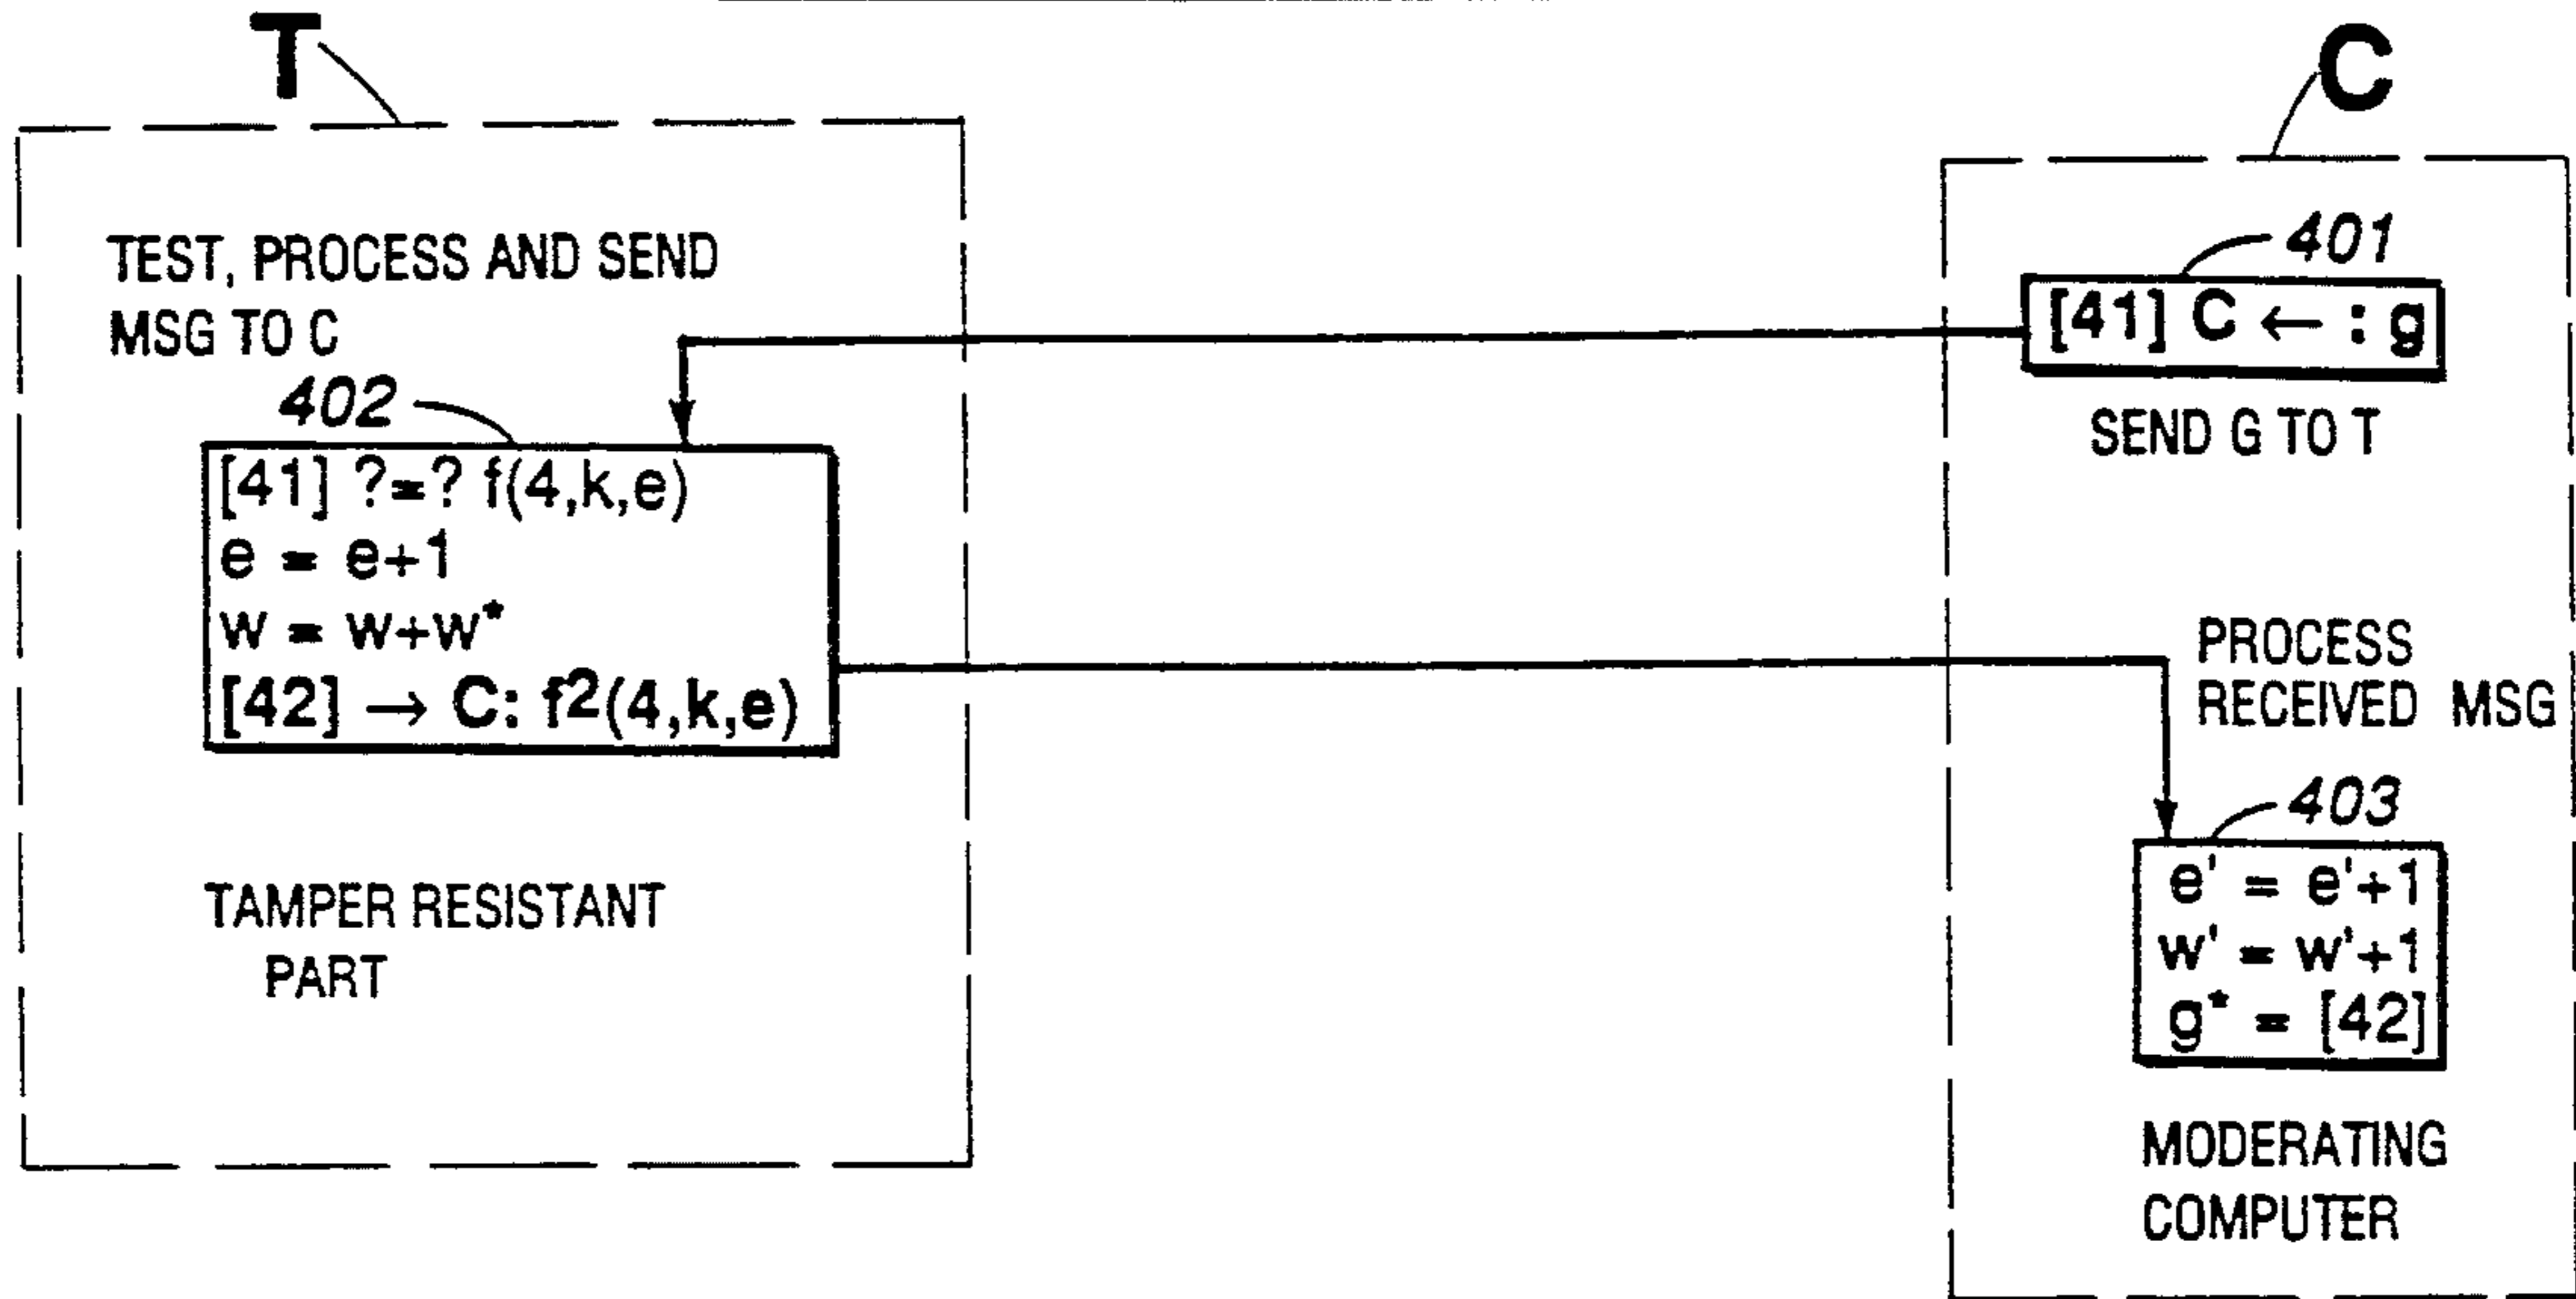 T
C
TEST, PROCESS AND SEND
MSG TO C
402
[41] ?=? f(4,k,e)
e = e+1
w = w+w*
[42] → C: f2(4,k,e)
TAMPER RESISTANT
PART
401
[41] C ← : g
SEND G TO T
PROCESS
RECEIVED MSG
403
e' = e'+1
w' = w'+1
g* = [42]
MODERATING
COMPUTER